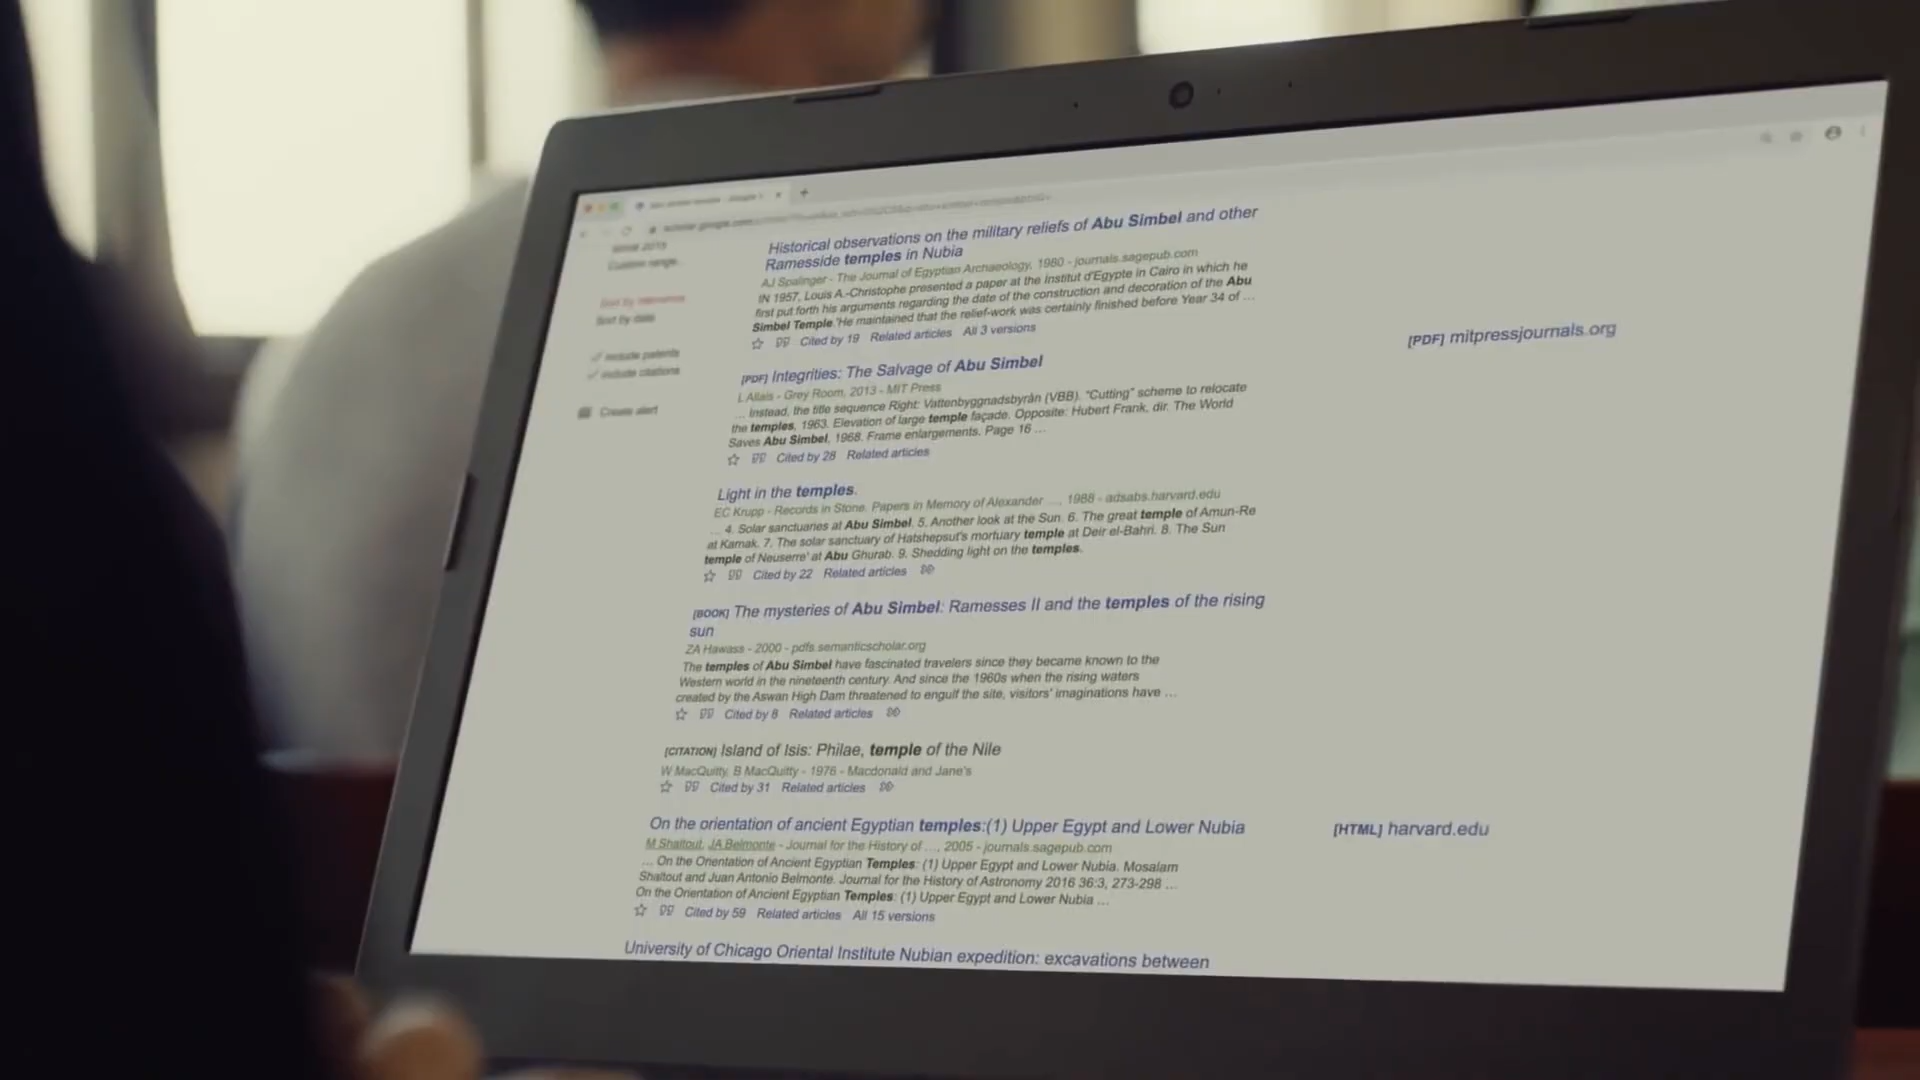 Custom range...
Sort by relevance
Sort by date
include patents
include citations
Create alert
Historical observations on the military reliefs of Abu Simbel and other
Ramesside temples in Nubia
AJ Spalinger - The Journal of Egyptian Archaeology, 1980 - journals.sagepub.com
IN 1957, Louis A.-Christophe presented a paper at the Institut d'Egypte in Cairo in which he
first put forth his arguments regarding the date of the construction and decoration of the Abu
Simbel Temple.'He maintained that the relief-work was certainly finished before Year 34 of ...
Cited by 19 Related articles All 3 versions
[PDF] Integrities: The Salvage of Abu Simbel
[PDF] mitpressjournals.org
L Allais - Grey Room, 2013 - MIT Press
... Instead, the title sequence Right: Vattenbyggnadsbyrån (VBB). “Cutting” scheme to relocate
the temples, 1963. Elevation of large temple façade. Opposite: Hubert Frank, dir. The World
Saves Abu Simbel, 1968. Frame enlargements. Page 16 ...
Cited by 28 Related articles
Light in the temples.
EC Krupp - Records in Stone. Papers in Memory of Alexander ..., 1988 - adsabs.harvard.edu
... 4. Solar sanctuaries at Abu Simbel. 5. Another look at the Sun. 6. The great temple of Amun-Re
at Karnak. 7. The solar sanctuary of Hatshepsut's mortuary temple at Deir el-Bahri. 8. The Sun
temple of Neuserre' at Abu Ghurab. 9. Shedding light on the temples.
Cited by 22 Related articles
[BOOK] The mysteries of Abu Simbel: Ramesses II and the temples of the rising
sun
ZA Hawass - 2000 - pdfs.semanticscholar.org
The temples of Abu Simbel have fascinated travelers since they became known to the
Western world in the nineteenth century. And since the 1960s when the rising waters
created by the Aswan High Dam threatened to engulf the site, visitors' imaginations have ...
Cited by 8 Related articles
[CITATION] Island of Isis: Philae, temple of the Nile
W MacQuitty, B MacQuitty - 1976 - Macdonald and Jane's
Cited by 31 Related articles
On the orientation of ancient Egyptian temples:(1) Upper Egypt and Lower Nubia
[HTML] harvard.edu
M Shaltout, JA Belmonte - Journal for the History of ..., 2005 - journals.sagepub.com
... On the Orientation of Ancient Egyptian Temples: (1) Upper Egypt and Lower Nubia. Mosalam
Shaltout and Juan Antonio Belmonte. Journal for the History of Astronomy 2016 36:3, 273-298 ...
On the Orientation of Ancient Egyptian Temples: (1) Upper Egypt and Lower Nubia ...
Cited by 59 Related articles All 15 versions
University of Chicago Oriental Institute Nubian expedition: excavations between